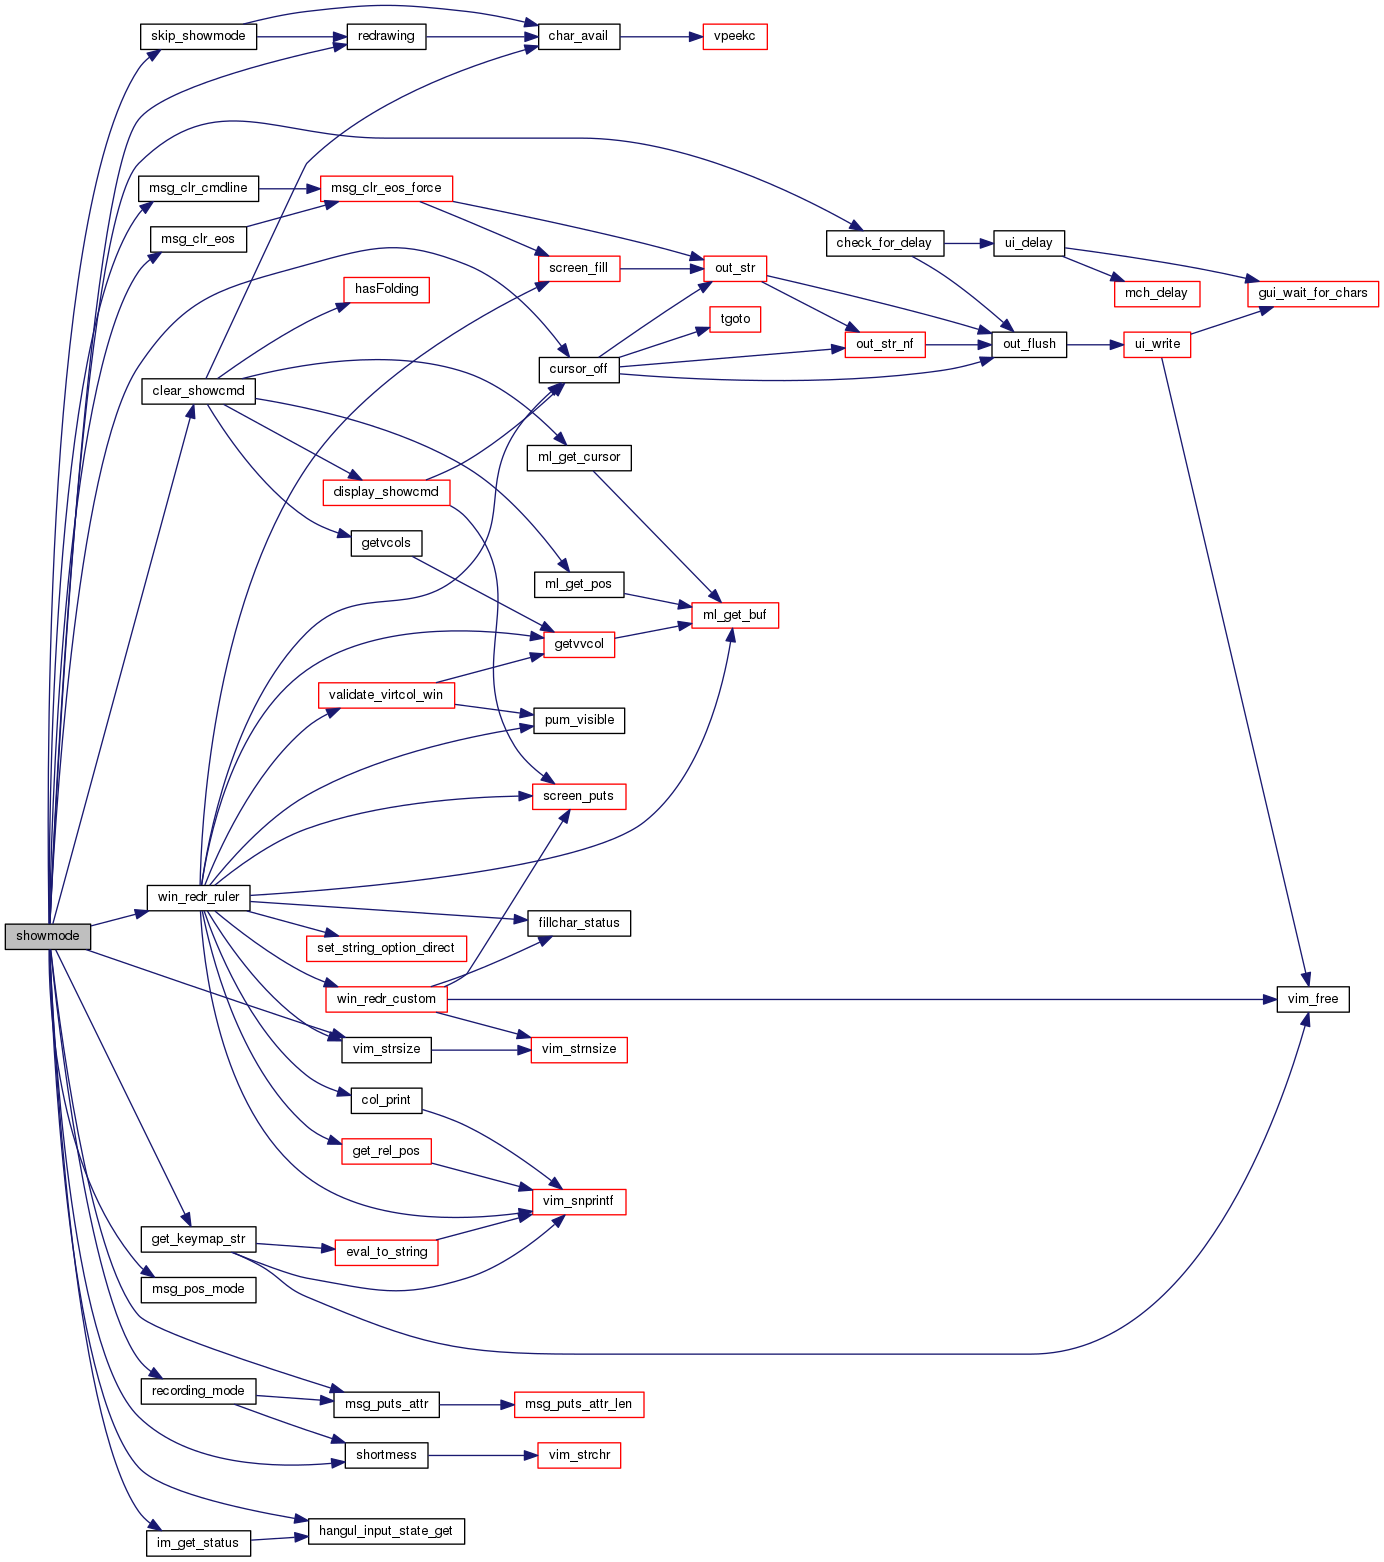 skip_showmode
redrawing
char_avail
vpeekc
msg_clr_cmdline
msg_clr_eos_force
msg_clr_eos
check_for_delay
ui_delay
screen_fill
out_str
hasFolding
mch_delay
gui_wait_for_chars
tgoto
out_str_nf
out_flush
ui_write
cursor_off
clear_showcmd
ml_get_cursor
display_showcmd
getvcols
ml_get_pos
ml_get_buf
getvvcol
validate_virtcol_win
pum_visible
screen_puts
win_redr_ruler
fillchar_status
showmode
set_string_option_direct
win_redr_custom
vim_free
vim_strsize
vim_strnsize
col_print
get_rel_pos
vim_snprintf
get_keymap_str
eval_to_string
msg_pos_mode
recording_mode
msg_puts_attr
msg_puts_attr_len
shortmess
vim_strchr
hangul_input_state_get
im_get_status